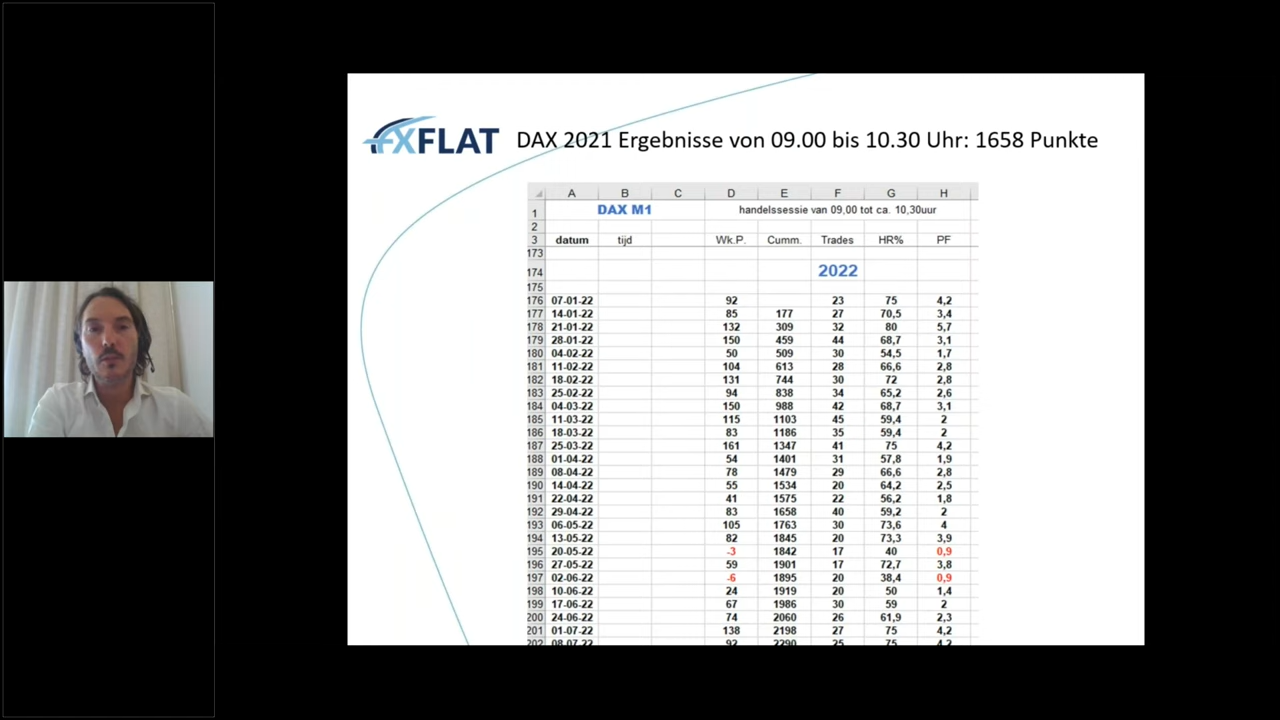 FXFLAT
DAX 2021 Ergebnisse von 09.00 bis 10.30 Uhr: 1658 Punkte
A B C D E F G H
1 DAX M1 handelssessie van 09,00 tot ca. 10,30uur
2
3 datum tijd Wk.P. Cumm. Trades HR% PF
173
174 2022
175
176 07-01-22 92 23 75 4,2
177 14-01-22 85 177 27 70,5 3,4
178 21-01-22 132 309 32 80 5,7
179 28-01-22 150 459 44 68,7 3,1
180 04-02-22 50 509 30 54,5 1,7
181 11-02-22 104 613 28 66,6 2,8
182 18-02-22 131 744 30 72 2,8
183 25-02-22 94 838 34 65,2 2,6
184 04-03-22 150 988 42 68,7 3,1
185 11-03-22 115 1103 45 59,4 2
186 18-03-22 83 1186 35 59,4 2
187 25-03-22 161 1347 41 75 4,2
188 01-04-22 54 1401 31 57,8 1,9
189 08-04-22 78 1479 29 66,6 2,8
190 14-04-22 55 1534 20 64,2 2,5
191 22-04-22 41 1575 22 56,2 1,8
192 29-04-22 83 1658 40 59,2 2
193 06-05-22 105 1763 30 73,6 4
194 13-05-22 82 1845 20 73,3 3,9
195 20-05-22 -3 1842 17 40 0,9
196 27-05-22 59 1901 17 72,7 3,8
197 02-06-22 -6 1895 20 38,4 0,9
198 10-06-22 24 1919 20 50 1,4
199 17-06-22 67 1986 30 59 2
200 24-06-22 74 2060 26 61,9 2,3
201 01-07-22 138 2198 27 75 4,2
202 08-07-22 92 2290 25 75 4,2